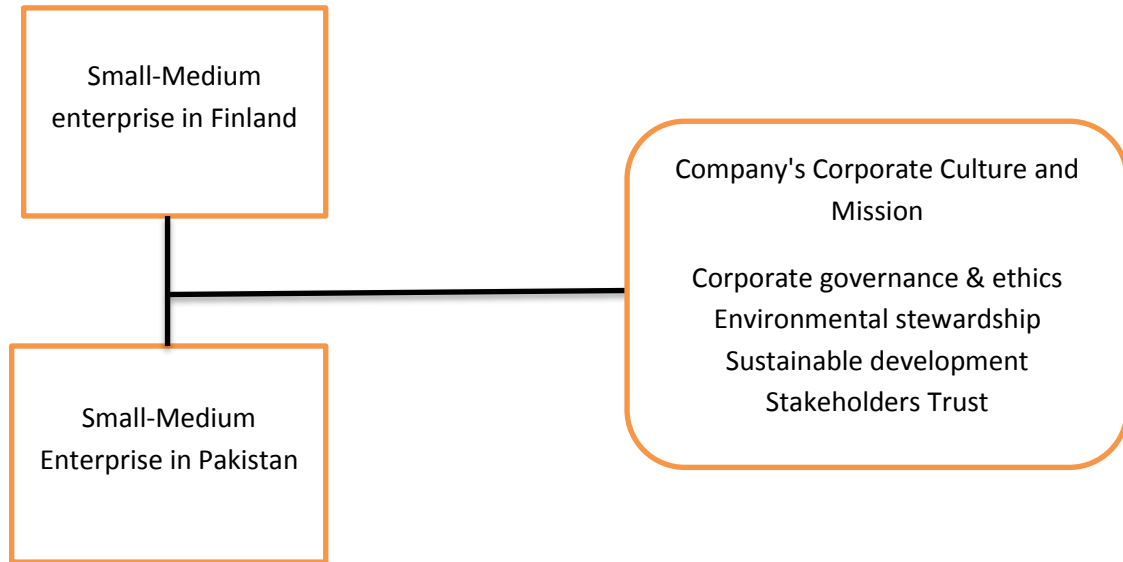 Small-Medium
enterprise in Finland
Company's Corporate Culture and
Mission
Corporate governance & ethics
Environmental stewardship
Sustainable development
Stakeholders Trust
Small-Medium
Enterprise in Pakistan